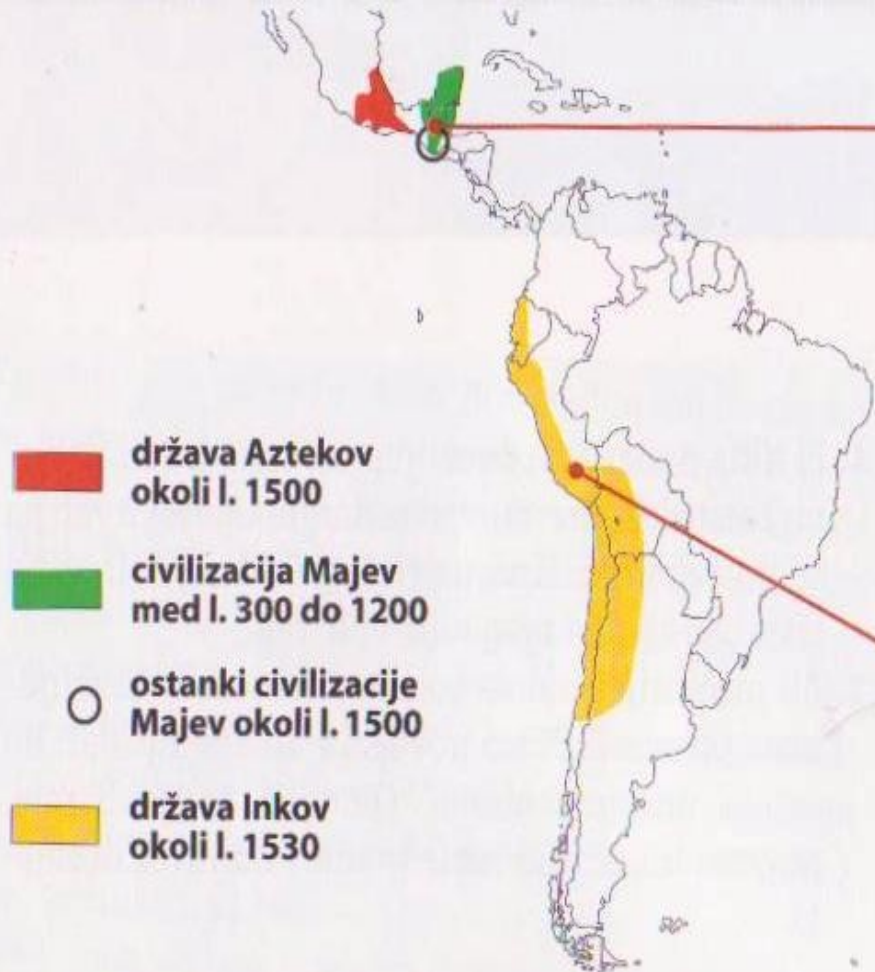 država Aztekov
okoli l. 1500
civilizacija Majev
med l. 300 do 1200
ostanki civilizacije
Majev okoli l. 1500
država Inkov
okoli l. 1530